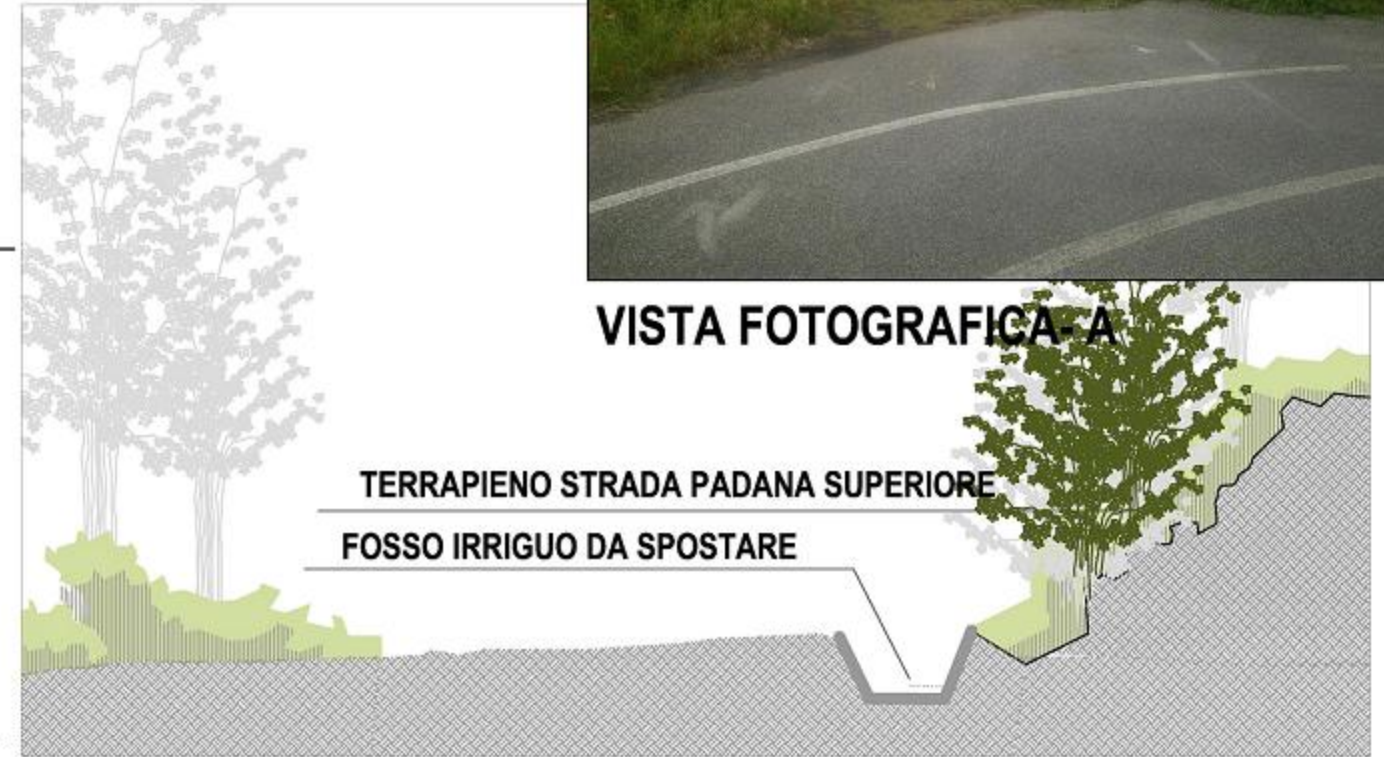 VISTA FOTOGRAFICA- A
TERRAPIENO STRADA PADANA SUPERIORE
FOSSO IRRIGUO DA SPOSTARE